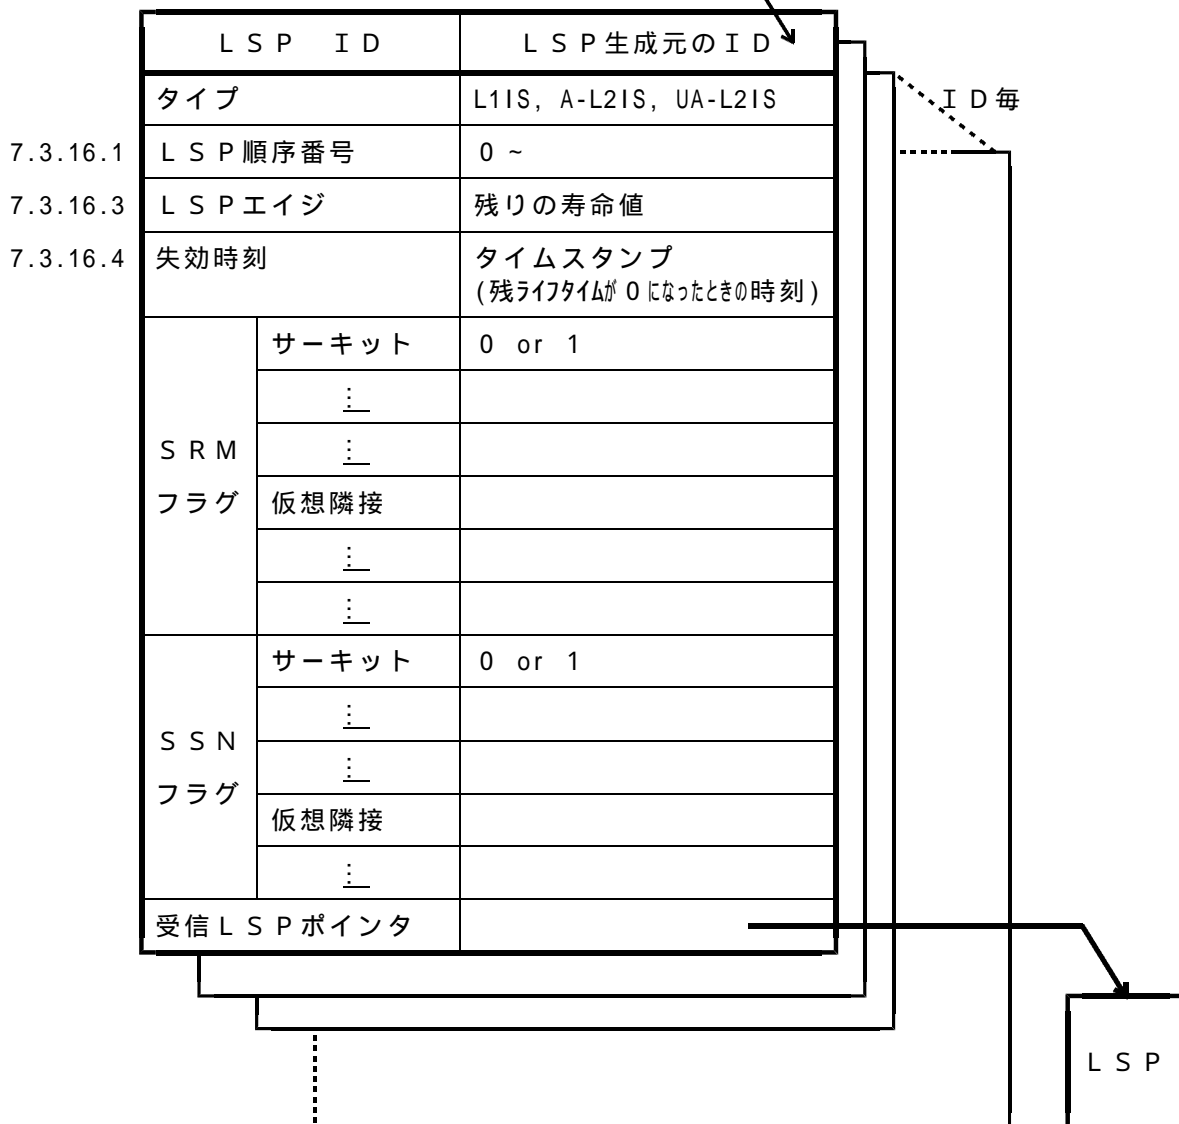 ＬＳＰ　ＩＤ ＬＳＰ生成元のＩＤ
タイプ L1IS, A-L2IS, UA-L2IS
ＩＤ毎
7.3.16.1 ＬＳＰ順序番号 0 ~
7.3.16.3 ＬＳＰエイジ 残りの寿命値
7.3.16.4 失効時刻 タイムスタンプ
(残ﾗｲﾌﾀｲﾑが０になったときの時刻)
サーキット 0 or 1
⋮
⋮
ＳＲＭ
フラグ 仮想隣接
⋮
⋮
サーキット 0 or 1
⋮
ＳＳＮ
⋮
フラグ
仮想隣接
⋮
受信ＬＳＰポインタ
ＬＳＰ